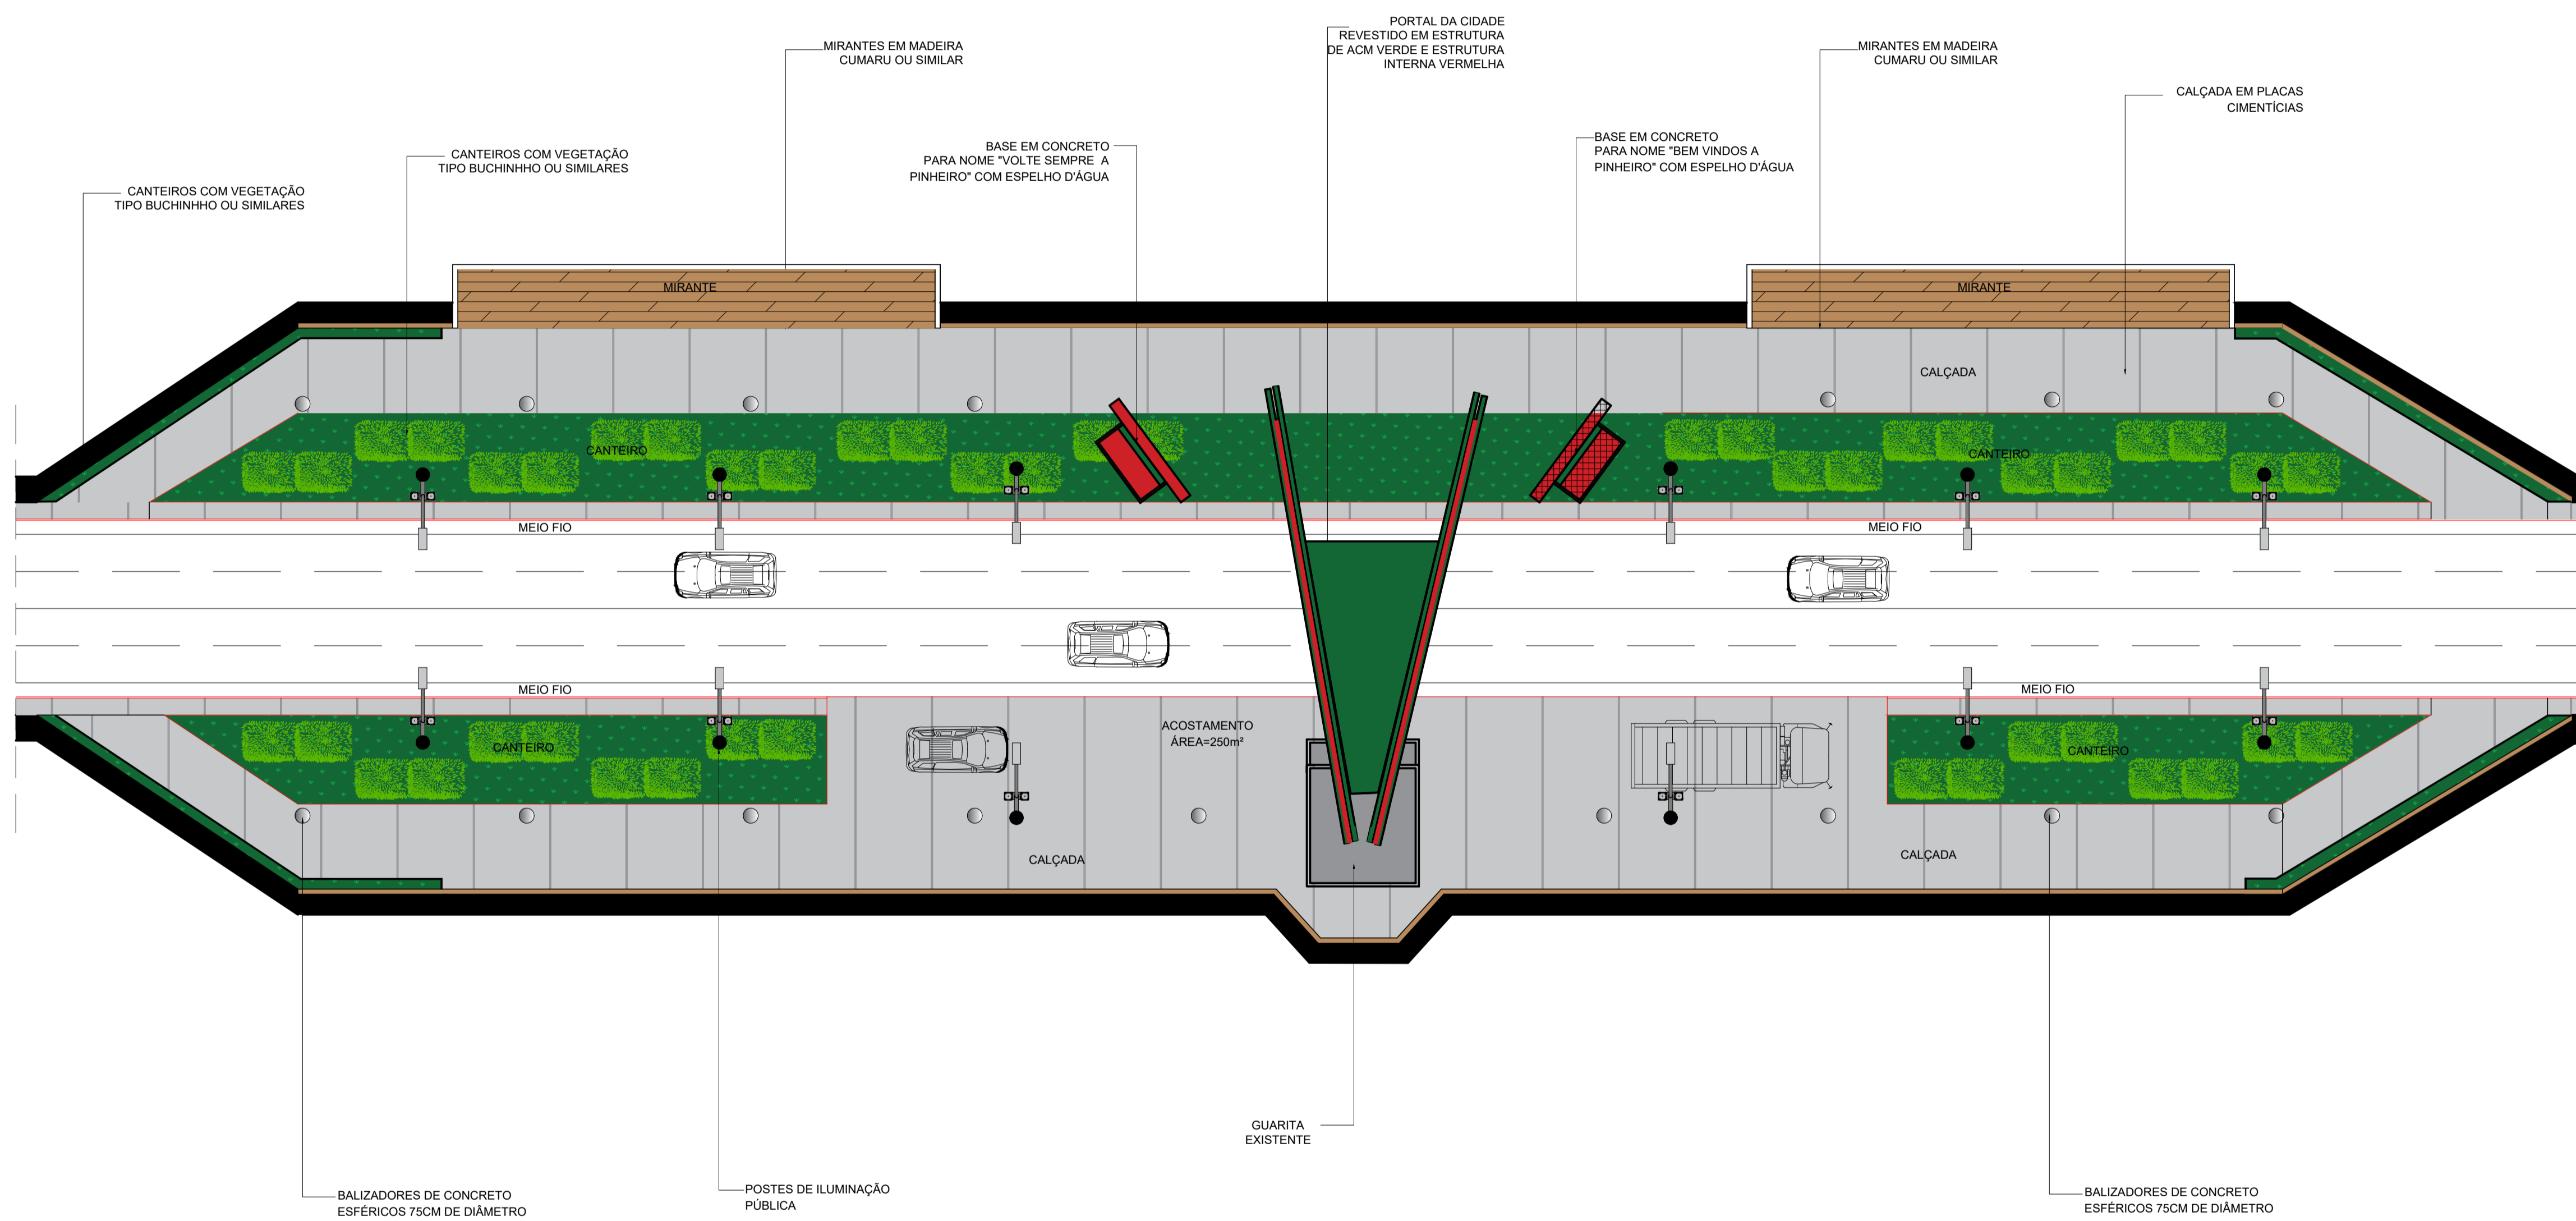 PORTAL DA CIDADE
REVESTIDO EM ESTRUTURA
DE ACM VERDE E ESTRUTURA
INTERNA VERMELHA
MIRANTES EM MADEIRA
CUMARU OU SIMILAR
MIRANTES EM MADEIRA
CUMARU OU SIMILAR
CALÇADA EM PLACAS
CIMENTÍCIAS
BASE EM CONCRETO
PARA NOME "VOLTE SEMPRE A
PINHEIRO" COM ESPELHO D'ÁGUA
BASE EM CONCRETO
PARA NOME "BEM VINDOS A
PINHEIRO" COM ESPELHO D'ÁGUA
CANTEIROS COM VEGETAÇÃO
TIPO BUCHINHHO OU SIMILARES
CANTEIROS COM VEGETAÇÃO
TIPO BUCHINHHO OU SIMILARES
MIRANTE
MIRANTE
CALÇADA
CANTEIRO
CANTEIRO
MEIO FIO
MEIO FIO
MEIO FIO
MEIO FIO
ACOSTAMENTO
ÁREA=250m²
CANTEIRO
CANTEIRO
CALÇADA
CALÇADA
GUARITA
EXISTENTE
BALIZADORES DE CONCRETO
ESFÉRICOS 75CM DE DIÂMETRO
POSTES DE ILUMINAÇÃO
PÚBLICA
BALIZADORES DE CONCRETO
ESFÉRICOS 75CM DE DIÂMETRO